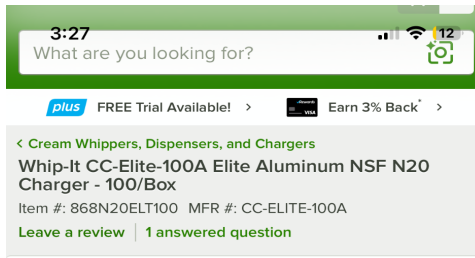 3:27
12
What are you looking for?
plus FREE Trial Available! >
Rewards VISA Earn 3% Back* >
< Cream Whippers, Dispensers, and Chargers
Whip-It CC-Elite-100A Elite Aluminum NSF N20
Charger - 100/Box
Item #: 868N20ELT100 MFR #: CC-ELITE-100A
Leave a review | 1 answered question